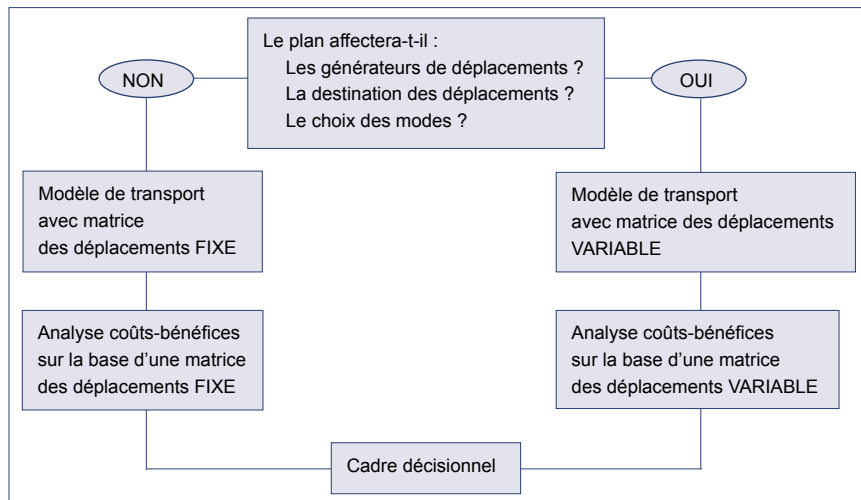 Le plan affectera-t-il :
Les générateurs de déplacements ?
La destination des déplacements ?
Le choix des modes ?
NON
OUI
Modèle de transport
avec matrice
des déplacements FIXE
Modèle de transport
avec matrice des déplacements
VARIABLE
Analyse coûts-bénéfices
sur la base d’une matrice
des déplacements FIXE
Analyse coûts-bénéfices
sur la base d’une matrice
des déplacements VARIABLE
Cadre décisionnel